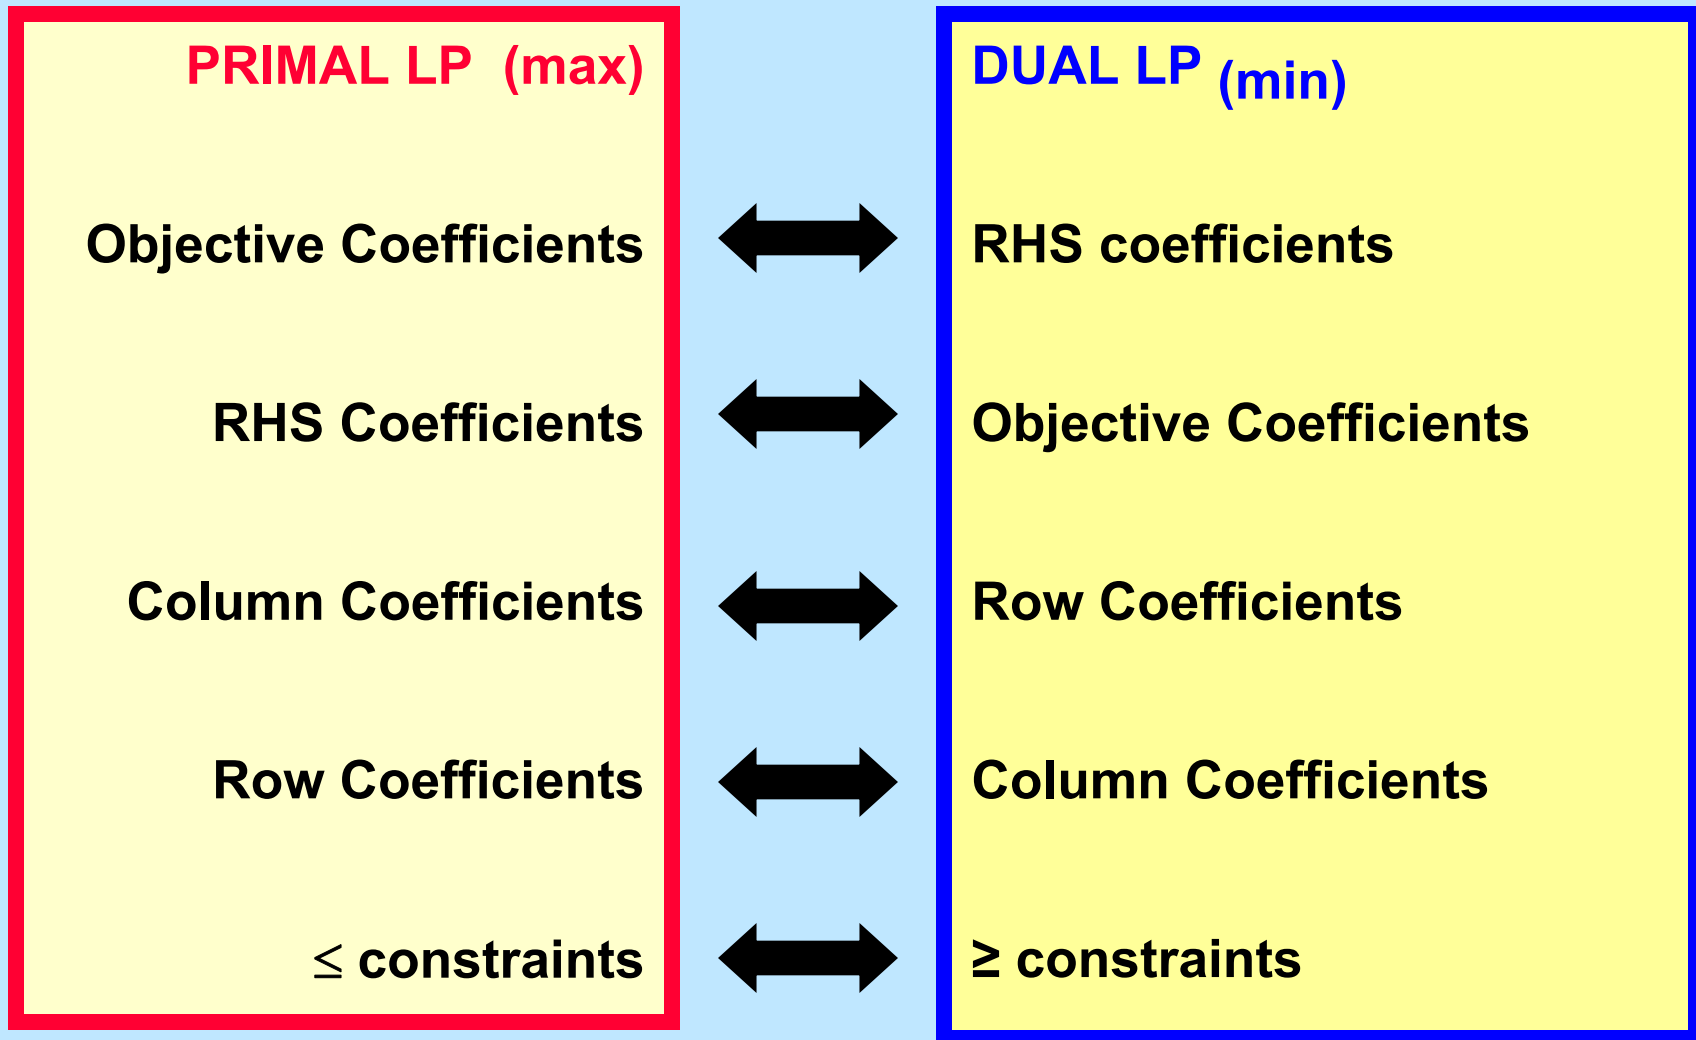 PRIMAL LP (max)
DUAL LP (min)
Objective Coefficients
RHS coefficients
RHS Coefficients
Objective Coefficients
Column Coefficients
Row Coefficients
Row Coefficients
Column Coefficients
≤ constraints
≥ constraints